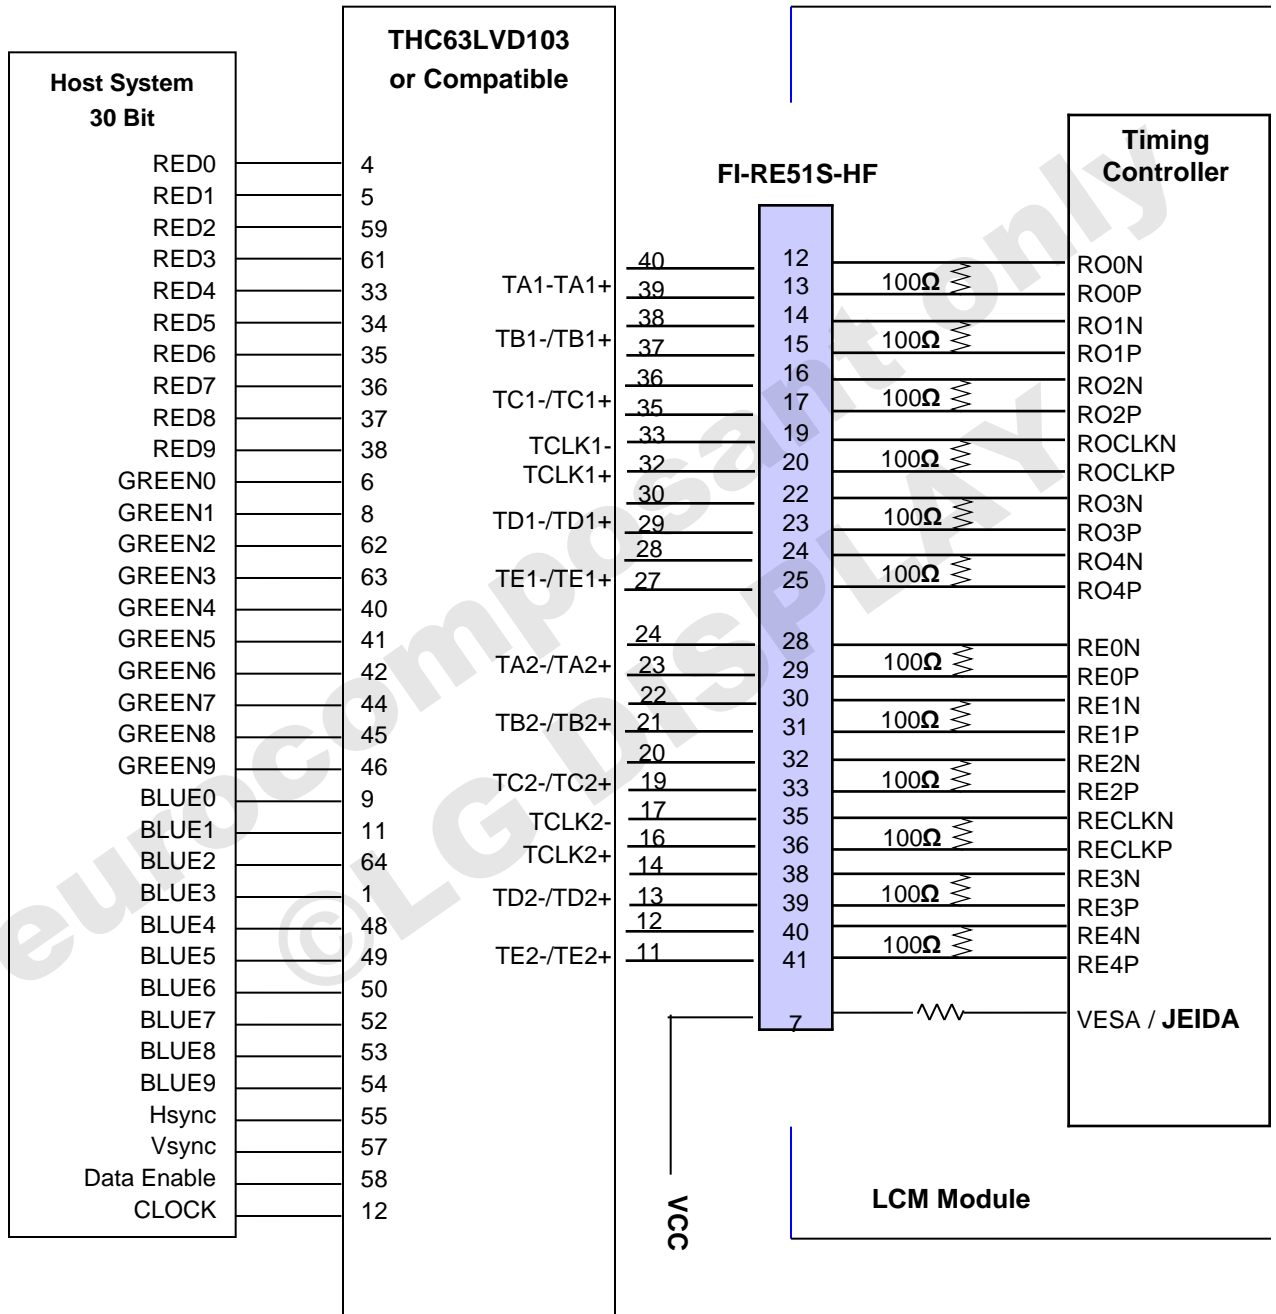 THC63LVD103
or Compatible
Host System
30 Bit
RED0 4
RED1 5
RED2 59
RED3 61
RED4 33
RED5 34
RED6 35
RED7 36
RED8 37
RED9 38
GREEN0 6
GREEN1 8
GREEN2 62
GREEN3 63
GREEN4 40
GREEN5 41
GREEN6 42
GREEN7 44
GREEN8 45
GREEN9 46
BLUE0 9
BLUE1 11
BLUE2 64
BLUE3 1
BLUE4 48
BLUE5 49
BLUE6 50
BLUE7 52
BLUE8 53
BLUE9 54
Hsync 55
Vsync 57
Data Enable 58
CLOCK 12
TA1-TA1+
TB1-/TB1+
TC1-/TC1+
TCLK1-
TCLK1+
TD1-/TD1+
TE1-/TE1+
TA2-/TA2+
TB2-/TB2+
TC2-/TC2+
TCLK2-
TCLK2+
TD2-/TD2+
TE2-/TE2+
FI-RE51S-HF
Timing
Controller
40 12 RO0N
100Ω
39 13 RO0P
38 14 RO1N
100Ω
37 15 RO1P
36 16 RO2N
100Ω
35 17 RO2P
33 19 ROCLKN
100Ω
32 20 ROCLKP
30 22 RO3N
100Ω
29 23 RO3P
28 24 RO4N
100Ω
27 25 RO4P
24 28 RE0N
100Ω
23 29 RE0P
22 30 RE1N
100Ω
21 31 RE1P
20 32 RE2N
100Ω
19 33 RE2P
17 35 RECLKN
100Ω
16 36 RECLKP
14 38 RE3N
100Ω
13 39 RE3P
12 40 RE4N
100Ω
11 41 RE4P
7 VESA / JEIDA
VCC
LCM Module
eurocomposant only
©LG DISPLAY